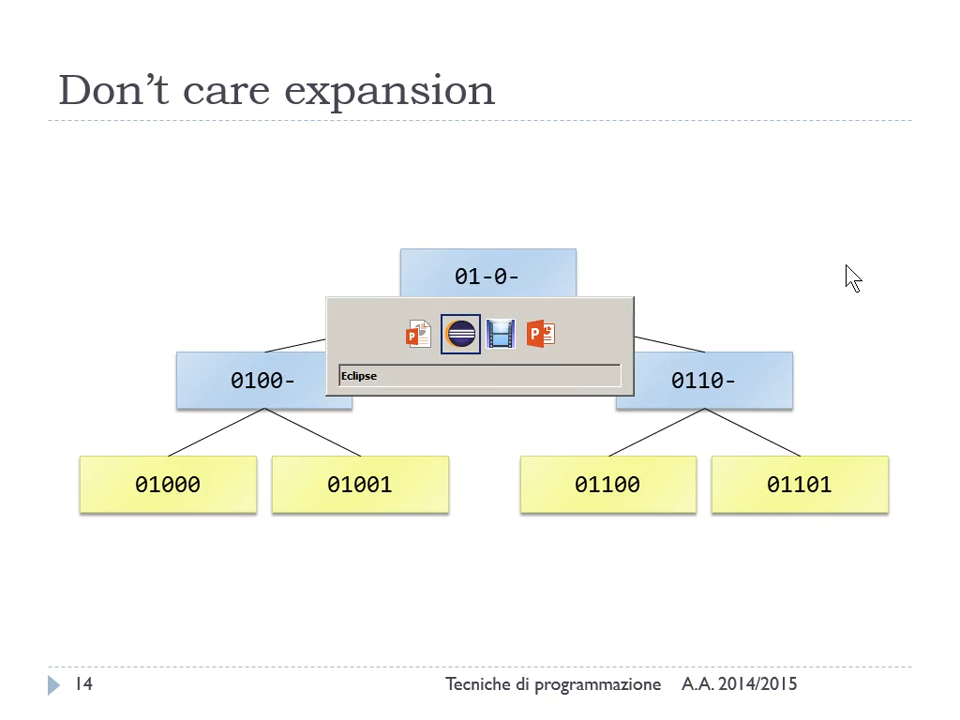 Don't care expansion
01-0-
Eclipse
0100-
0110-
01000
01001
01100
01101
14
Tecniche di programmazione
A.A. 2014/2015